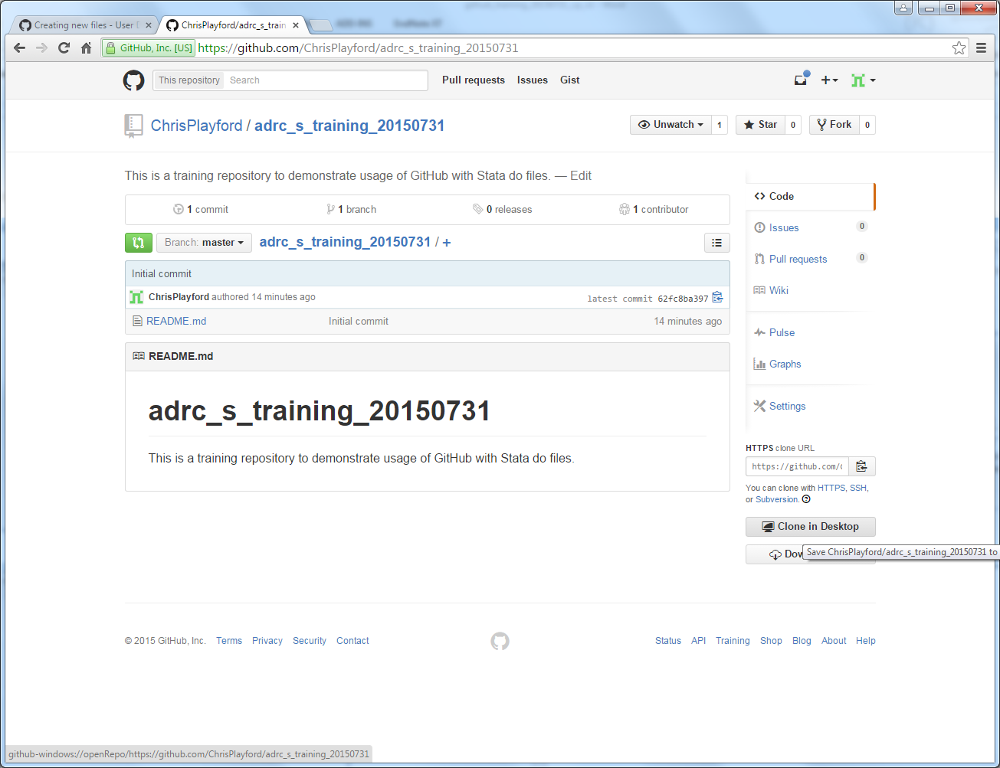 Creating new files - User D
ChrisPlayford/adrc_s_train
GitHub, Inc. [US] https://github.com/ChrisPlayford/adrc_s_training_20150731
This repository Search Pull requests Issues Gist
ChrisPlayford / adrc_s_training_20150731
Unwatch 1 Star 0 Fork 0
This is a training repository to demonstrate usage of GitHub with Stata do files. — Edit
1 commit 1 branch 0 releases 1 contributor
Branch: master adrc_s_training_20150731 / +
Initial commit
ChrisPlayford authored 14 minutes ago latest commit 62fc8ba397
README.md Initial commit 14 minutes ago
README.md
adrc_s_training_20150731
This is a training repository to demonstrate usage of GitHub with Stata do files.
Code
Issues 0
Pull requests 0
Wiki
Pulse
Graphs
Settings
HTTPS clone URL
https://github.com/
You can clone with HTTPS, SSH,
or Subversion.
Clone in Desktop
Save ChrisPlayford/adrc_s_training_20150731 to
© 2015 GitHub, Inc. Terms Privacy Security Contact
Status API Training Shop Blog About Help
github-windows://openRepo/https://github.com/ChrisPlayford/adrc_s_training_20150731